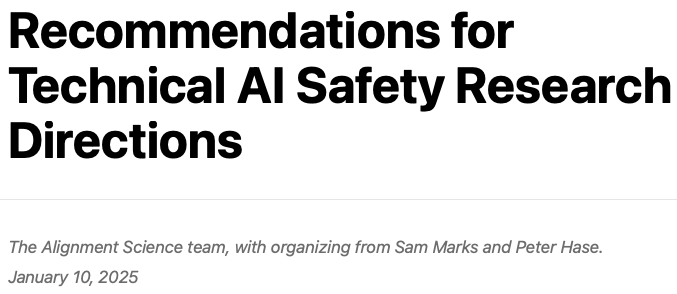 Recommendations for
Technical AI Safety Research
Directions
The Alignment Science team, with organizing from Sam Marks and Peter Hase.
January 10, 2025